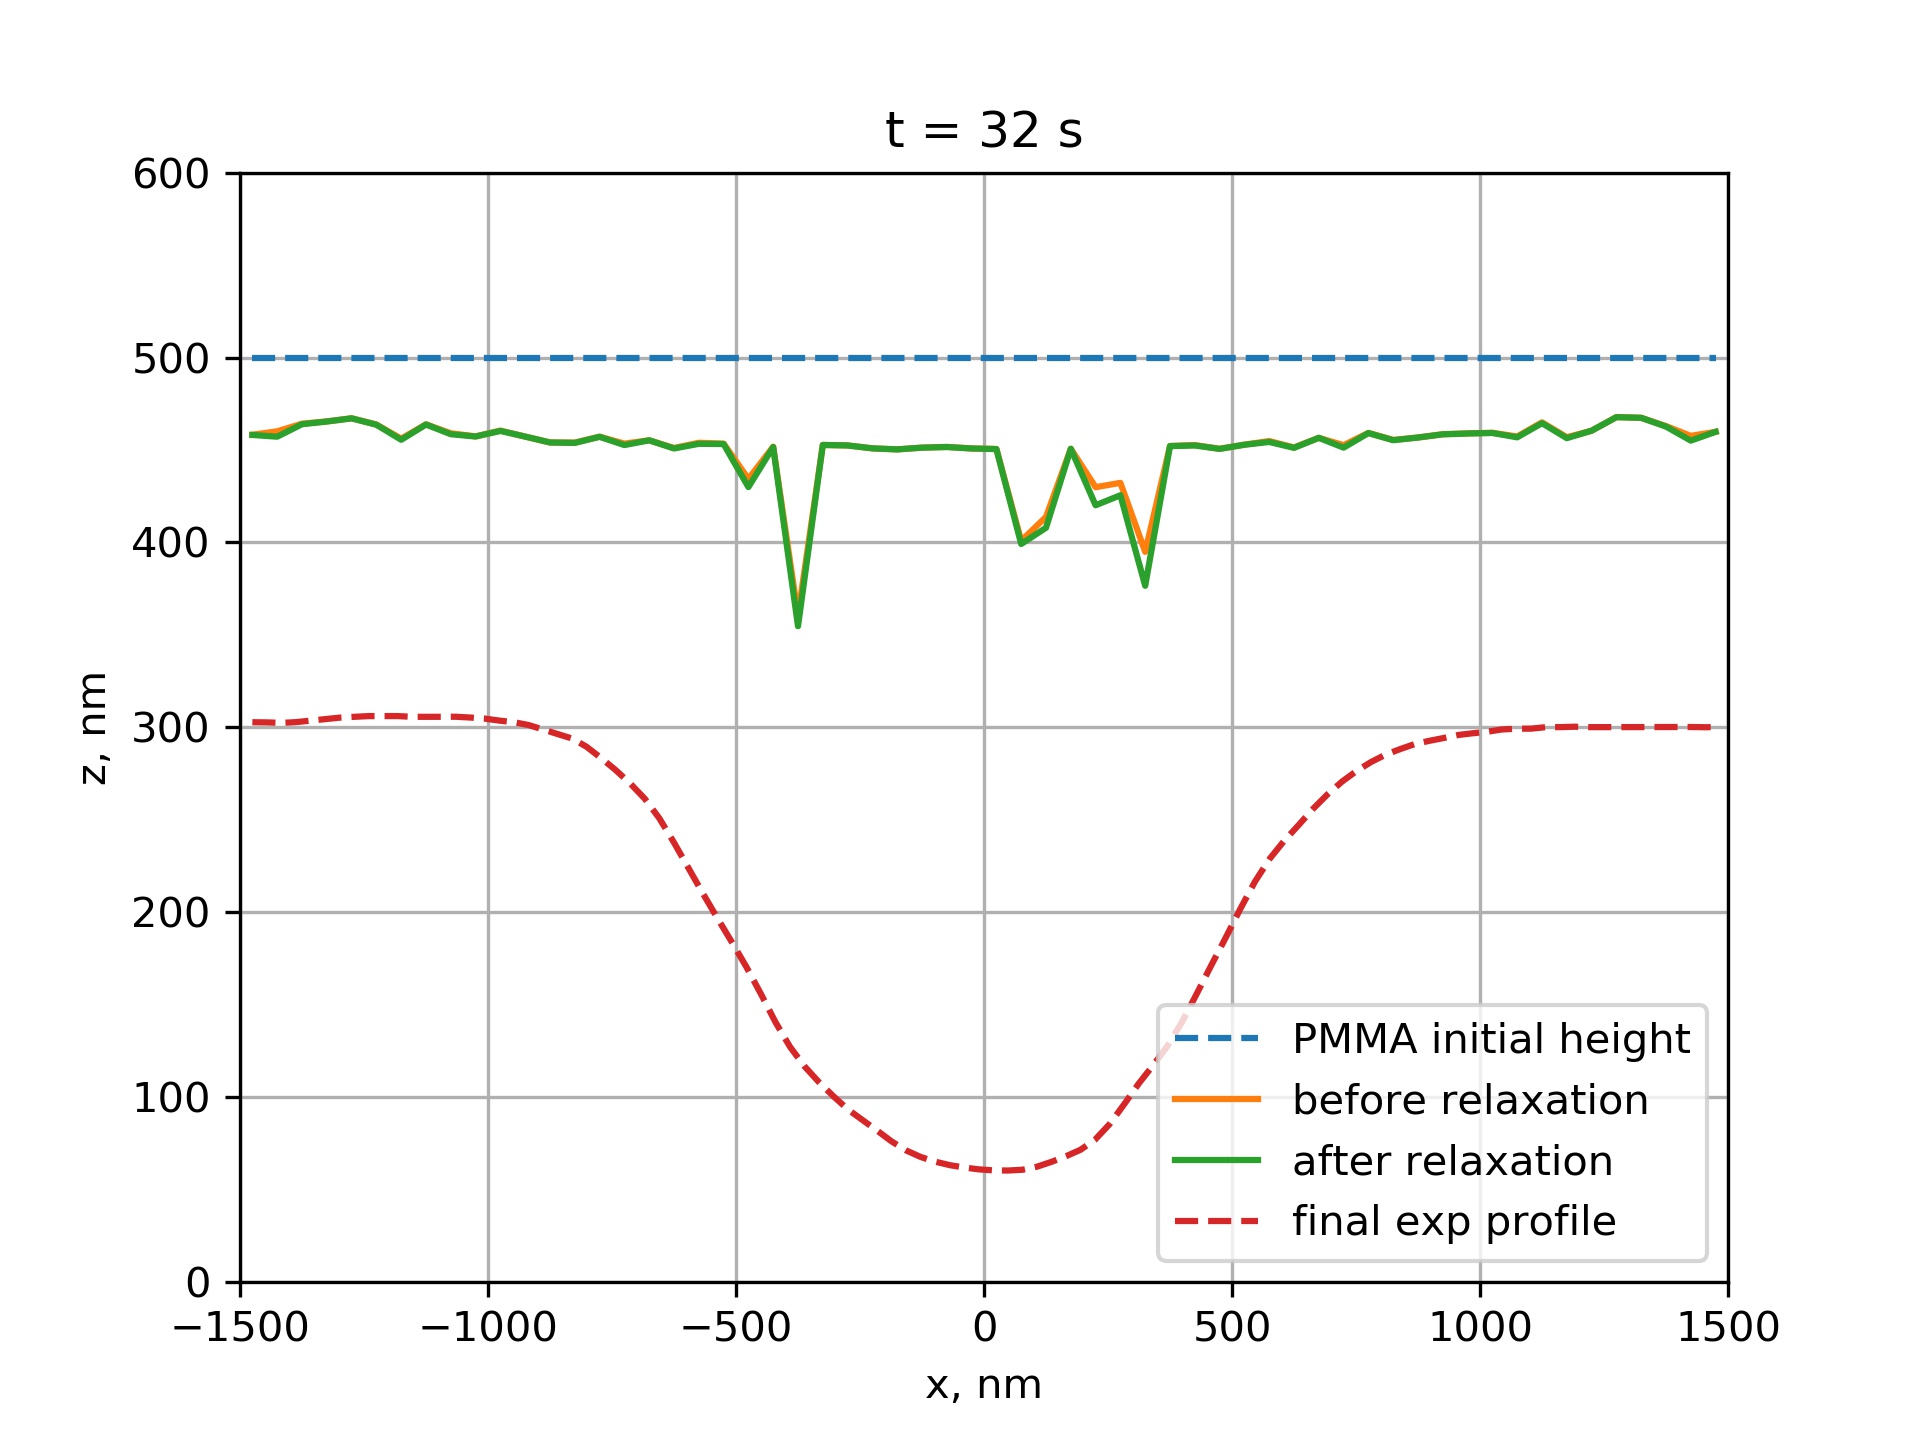 t = 32 s
600
500
400
300
200
100
0
z, nm
−1500
−1000
−500
0
500
1000
1500
x, nm
PMMA initial height
before relaxation
after relaxation
final exp profile